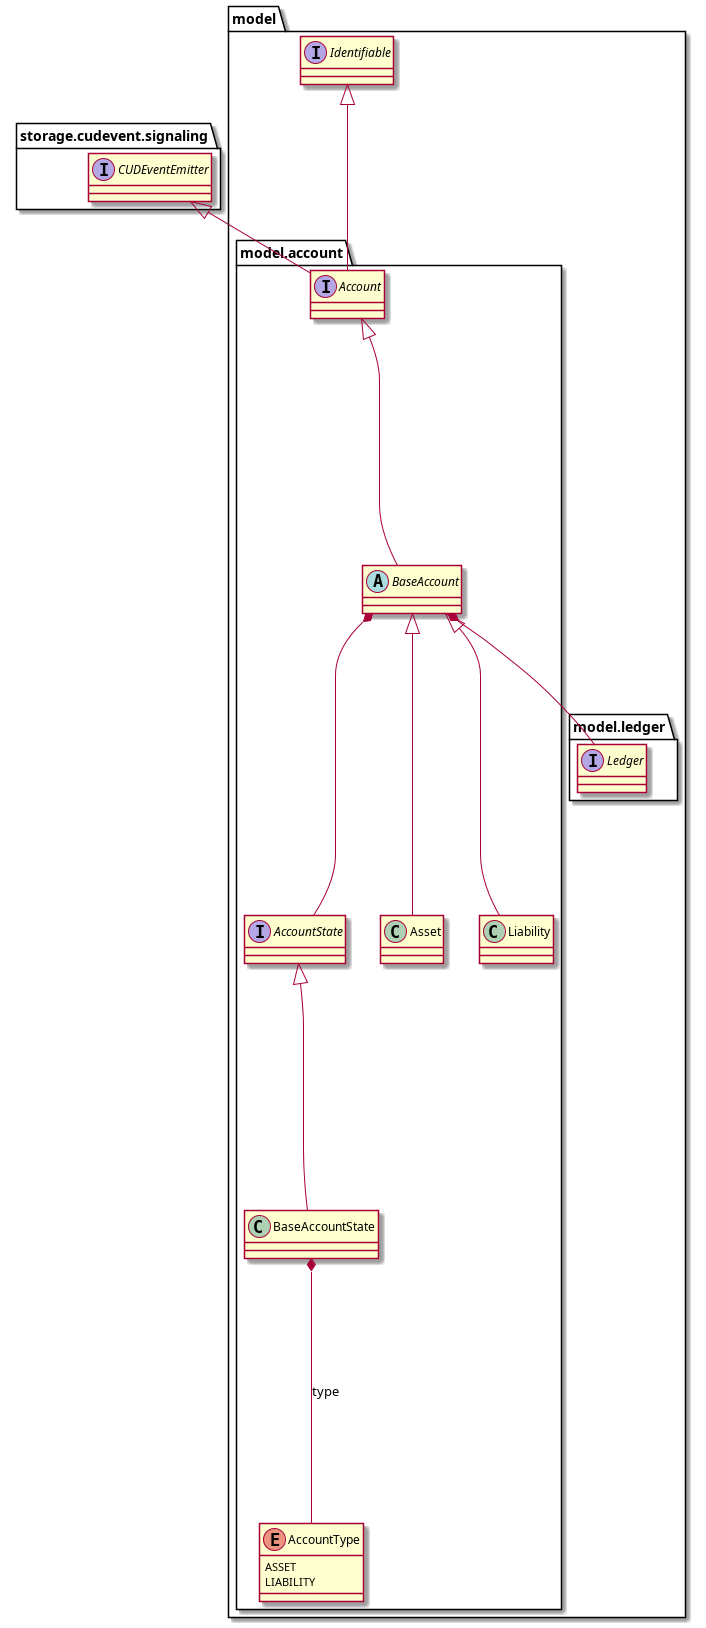 model
I Identifiable
storage.cudevent.signaling
I CUDEventEmitter
model.account
I Account
A BaseAccount
model.ledger
I Ledger
I AccountState
C Asset
C Liability
C BaseAccountState
type
E AccountType
ASSET
LIABILITY